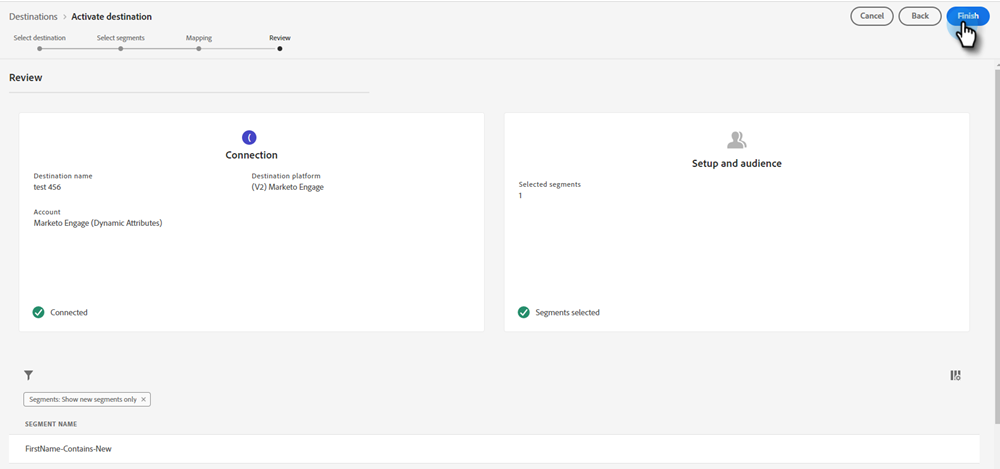 Destinations > Activate destination
Cancel
Back
Finish
Select destination
Select segments
Mapping
Review
Review
Connection
Destination name
Destination platform
test 456
(V2) Marketo Engage
Account
Marketo Engage (Dynamic Attributes)
Connected
Setup and audience
Selected segments
1
Segments selected
Segments: Show new segments only ×
SEGMENT NAME
FirstName-Contains-New